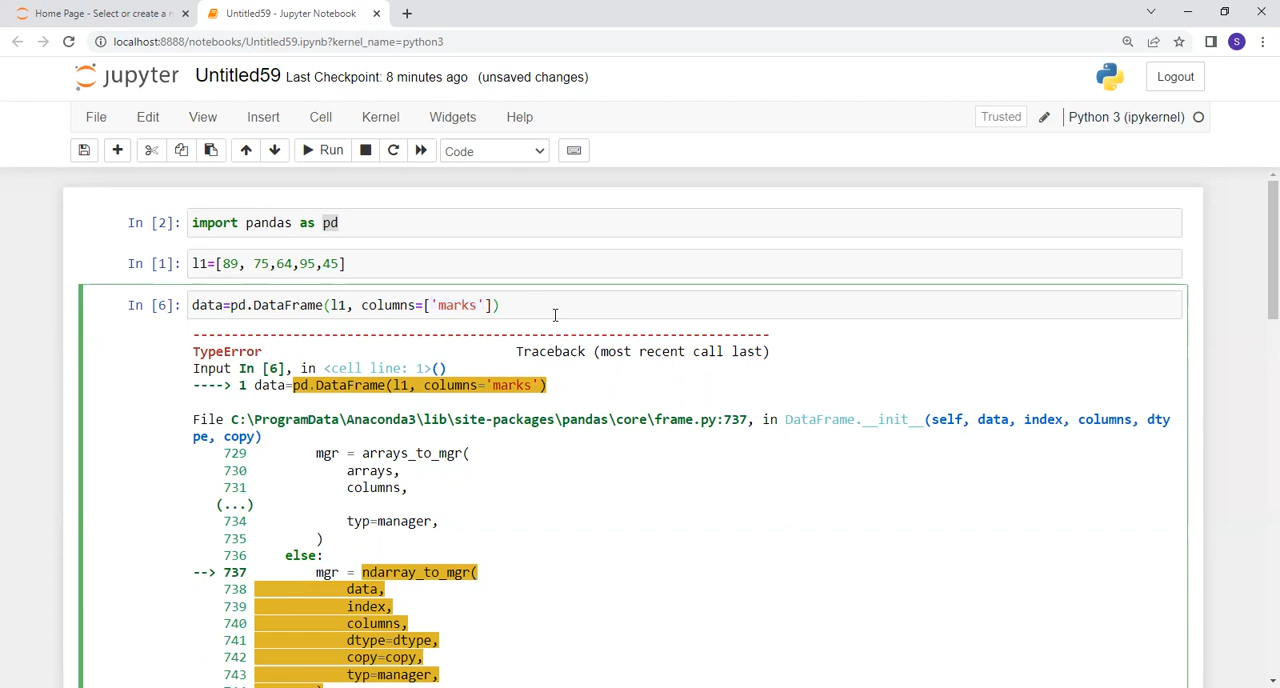 Home Page - Select or create a n
Untitled59 - Jupyter Notebook
localhost:8888/notebooks/Untitled59.ipynb?kernel_name=python3
S
jupyter Untitled59 Last Checkpoint: 8 minutes ago (unsaved changes)
Logout
File Edit View Insert Cell Kernel Widgets Help
Trusted
Python 3 (ipykernel)
Run
Code
In [2]: import pandas as pd
In [1]: l1=[89, 75,64,95,45]
In [6]: data=pd.DataFrame(l1, columns=['marks'])
---------------------------------------------------------------------------
TypeError Traceback (most recent call last)
Input In [6], in <cell line: 1>()
----> 1 data=pd.DataFrame(l1, columns='marks')
File C:\ProgramData\Anaconda3\lib\site-packages\pandas\core\frame.py:737, in DataFrame.__init__(self, data, index, columns, dty
pe, copy)
729 mgr = arrays_to_mgr(
730 arrays,
731 columns,
(...)
734 typ=manager,
735 )
736 else:
--> 737 mgr = ndarray_to_mgr(
738 data,
739 index,
740 columns,
741 dtype=dtype,
742 copy=copy,
743 typ=manager,